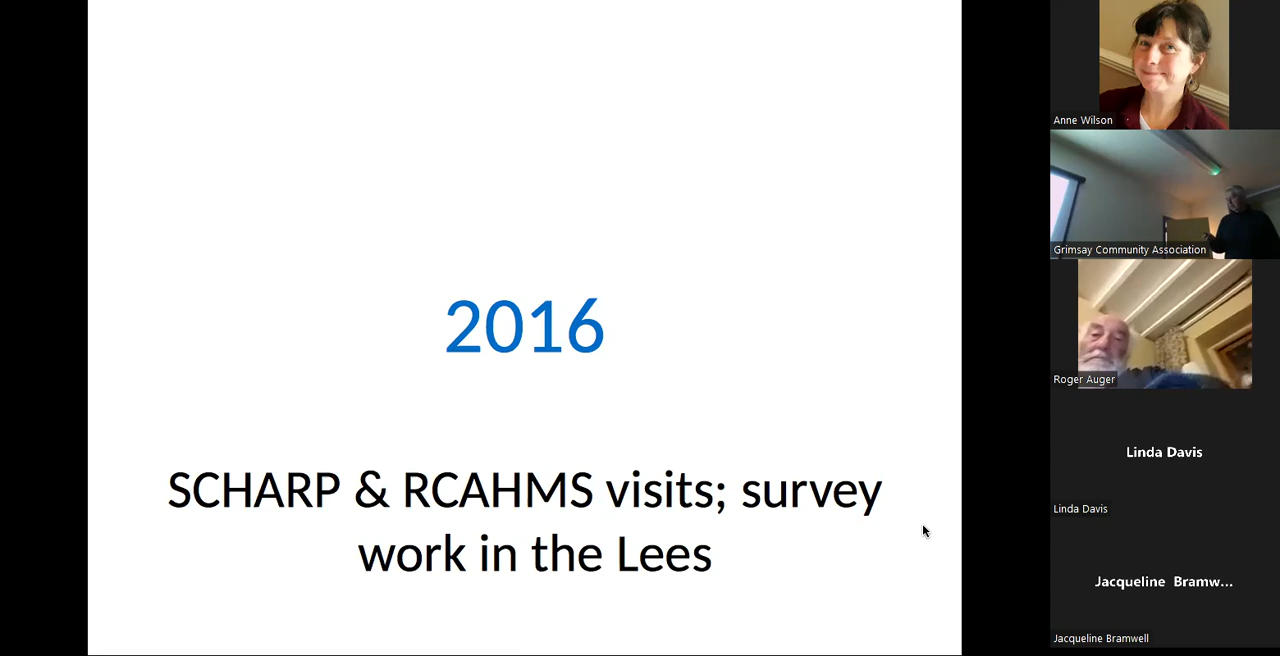 2016
SCHARP & RCAHMS visits; survey
work in the Lees
Anne Wilson
Grimsay Community Association
Roger Auger
Linda Davis
Linda Davis
Jacqueline Bramw...
Jacqueline Bramwell